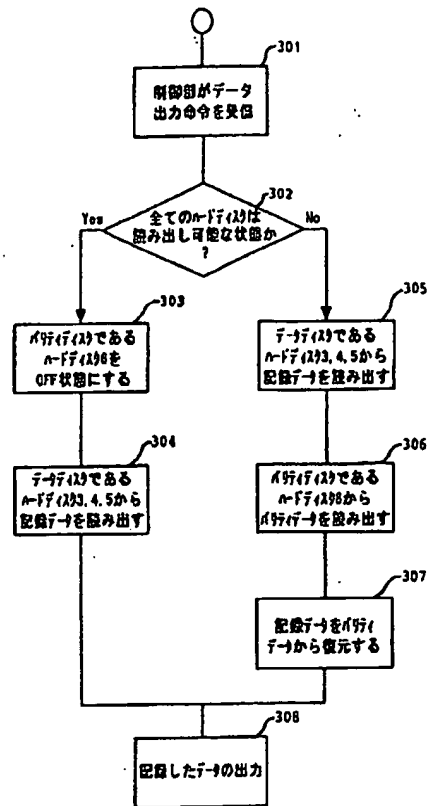 301
制御部がデータ
出力命令を受信
302
全てのハードディスクは
読み出し可能な状態か
?
Yes
No
303
パリティディスクである
ハードディスク6を
OFF状態にする
304
データディスクである
ハードディスク3,4,5から
記録データを読み出す
305
データディスクである
ハードディスク3,4,5から
記録データを読み出す
306
パリティディスクである
ハードディスク6から
パリティデータを読み出す
307
記録データをパリティ
データから復元する
308
記録したデータの出力